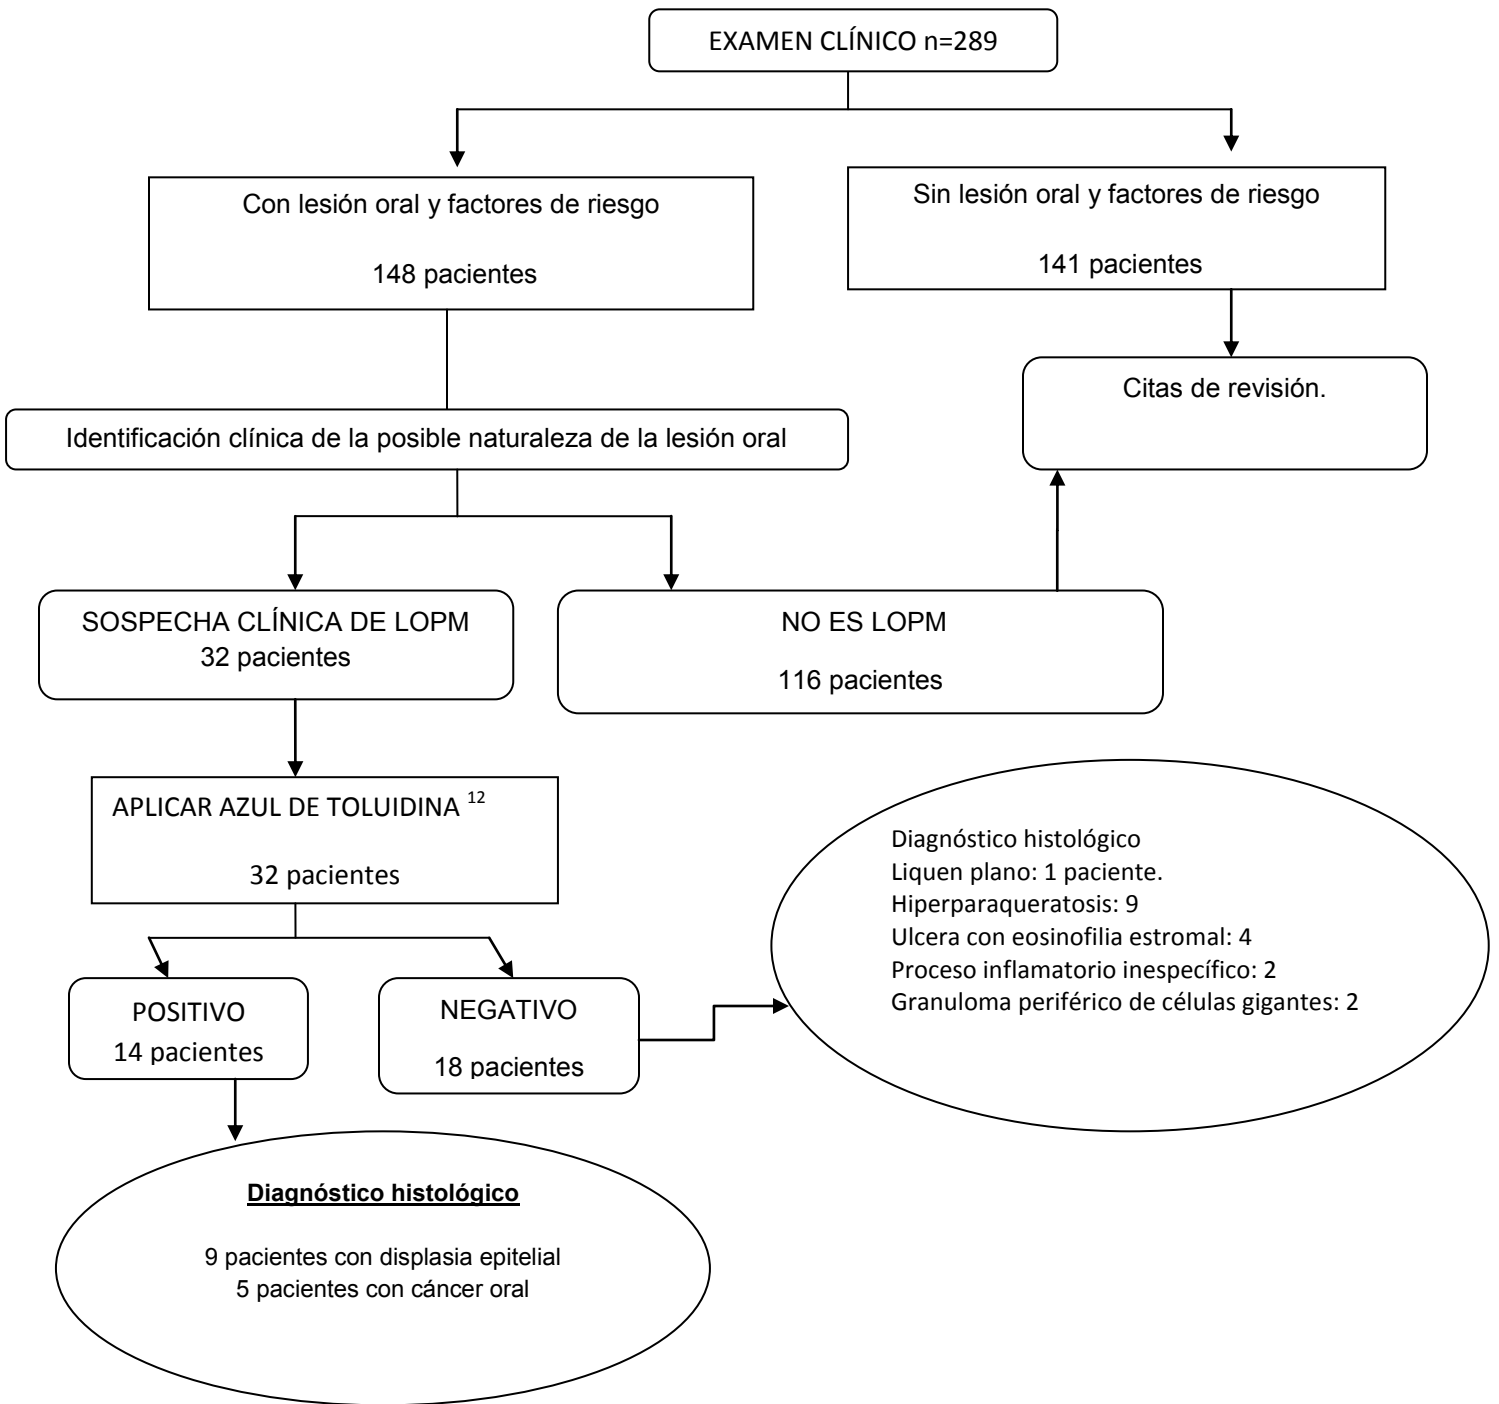 EXAMEN CLÍNICO n=289
Con lesión oral y factores de riesgo
148 pacientes
Sin lesión oral y factores de riesgo
141 pacientes
Citas de revisión.
Identificación clínica de la posible naturaleza de la lesión oral
SOSPECHA CLÍNICA DE LOPM
32 pacientes
NO ES LOPM
116 pacientes
APLICAR AZUL DE TOLUIDINA 12
32 pacientes
POSITIVO
14 pacientes
NEGATIVO
18 pacientes
Diagnóstico histológico
Liquen plano: 1 paciente.
Hiperparaqueratosis: 9
Ulcera con eosinofilia estromal: 4
Proceso inflamatorio inespecífico: 2
Granuloma periférico de células gigantes: 2
Diagnóstico histológico
9 pacientes con displasia epitelial
5 pacientes con cáncer oral